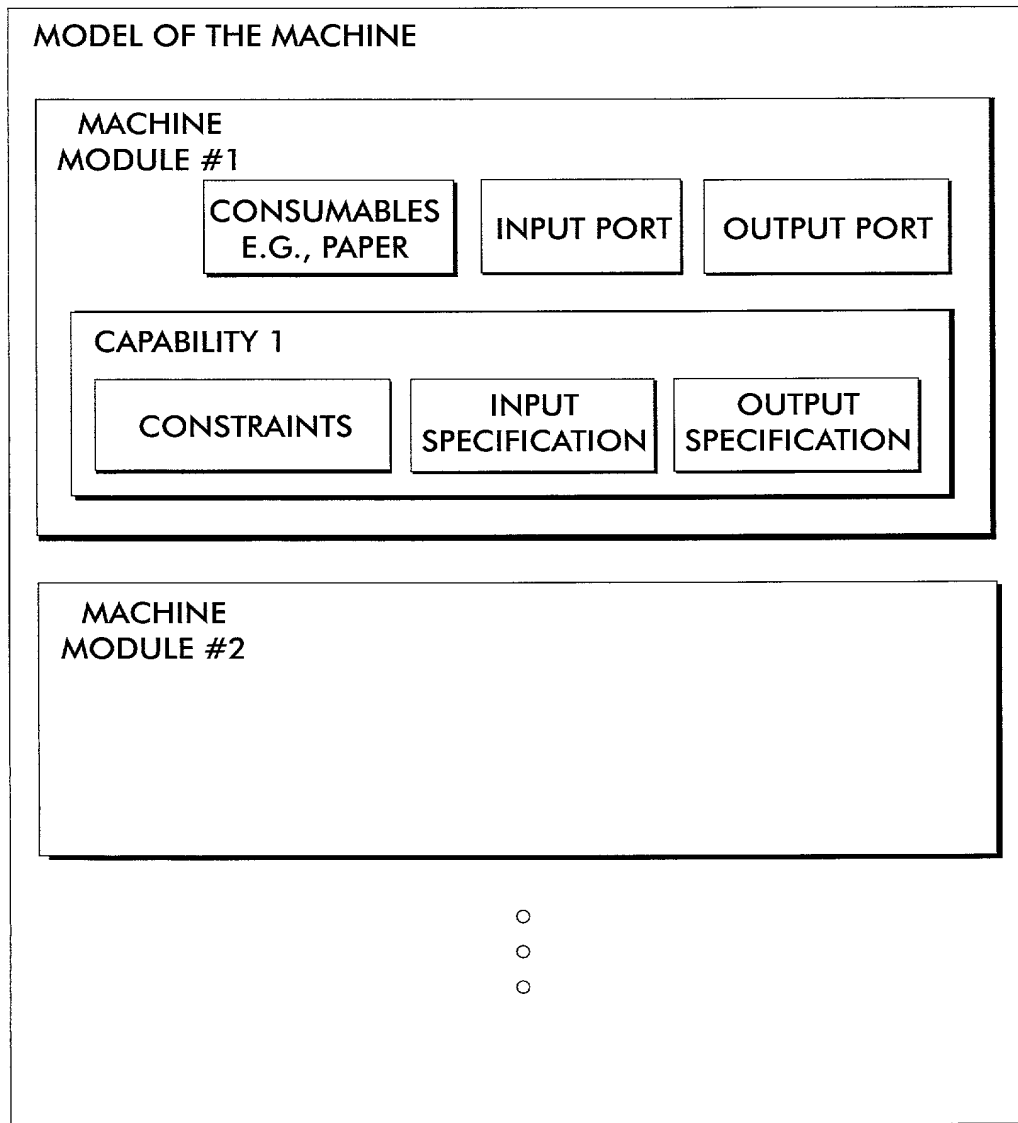 MODEL OF THE MACHINE
MACHINE
MODULE #1
CONSUMABLES
E.G., PAPER
INPUT PORT
OUTPUT PORT
CAPABILITY 1
CONSTRAINTS
INPUT
SPECIFICATION
OUTPUT
SPECIFICATION
MACHINE
MODULE #2